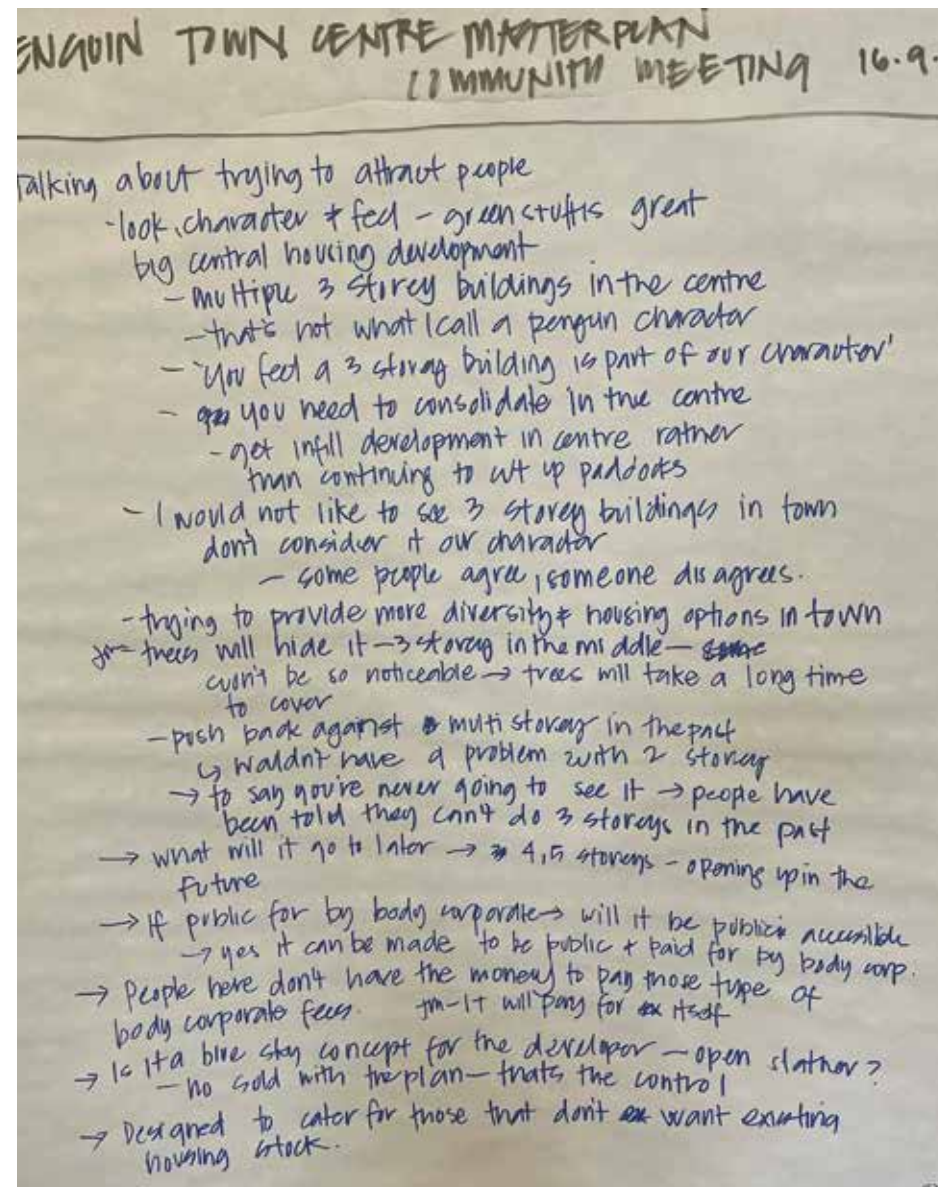 ENGUIN TOWN CENTRE MASTERPLAN
COMMUNITY MEETING 16.9.
Talking about trying to attract people
- look, character + feel - green stuff is great
big central housing development
- multiple 3 storey buildings in the centre
- that's not what I call a penguin character
- 'You feel a 3 storey building is part of our character'
- you need to consolidate in the centre
- get infill development in centre rather
than continuing to cut up paddocks
- I would not like to see 3 storey buildings in town
don't consider it our character
- some people agree, someone disagrees.
- trying to provide more diversity + housing options in town
jm - trees will hide it - 3 storey in the middle -
won't be so noticeable → trees will take a long time
to cover
- push back against multi storey in the past
↳ wouldn't have a problem with 2 storey
→ to say you're never going to see it → people have
been told they can't do 3 storeys in the past
→ what will it go to later → 4,5 storeys - opening up in the
future
→ If public for by body corporate → will it be public accessible
→ yes it can be made to be public + paid for by body corp.
→ People here don't have the money to pay those type of
body corporate fees. jm - It will pay for itself
→ Is it a blue sky concept for the developer - open slather?
- no sold with the plan - thats the control
→ Designed to cater for those that don't want existing
housing stock.